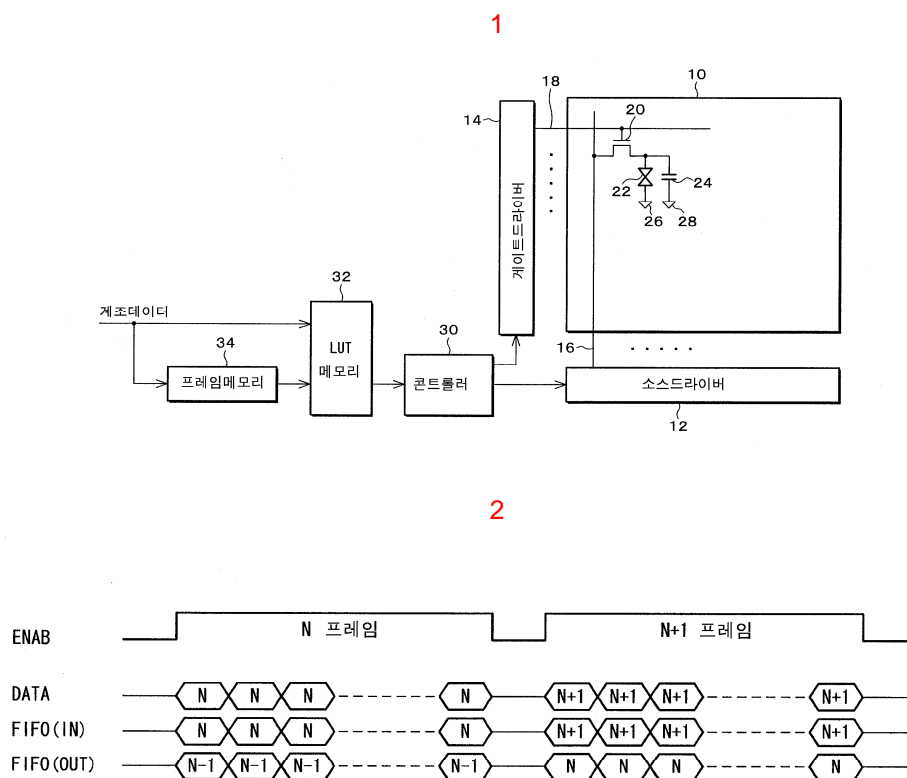 1
10
18
20
14
22
24
26
28
게이트드라이버
32
게조데이터
30
34
LUT
메모리
프레임메모리
콘트롤러
16
소스드라이버
12
2
ENAB N 프레임 N+1 프레임
DATA N N N N N+1 N+1 N+1 N+1
FIFO(IN) N N N N N+1 N+1 N+1 N+1
FIFO(OUT) N-1 N-1 N-1 N-1 N N N N